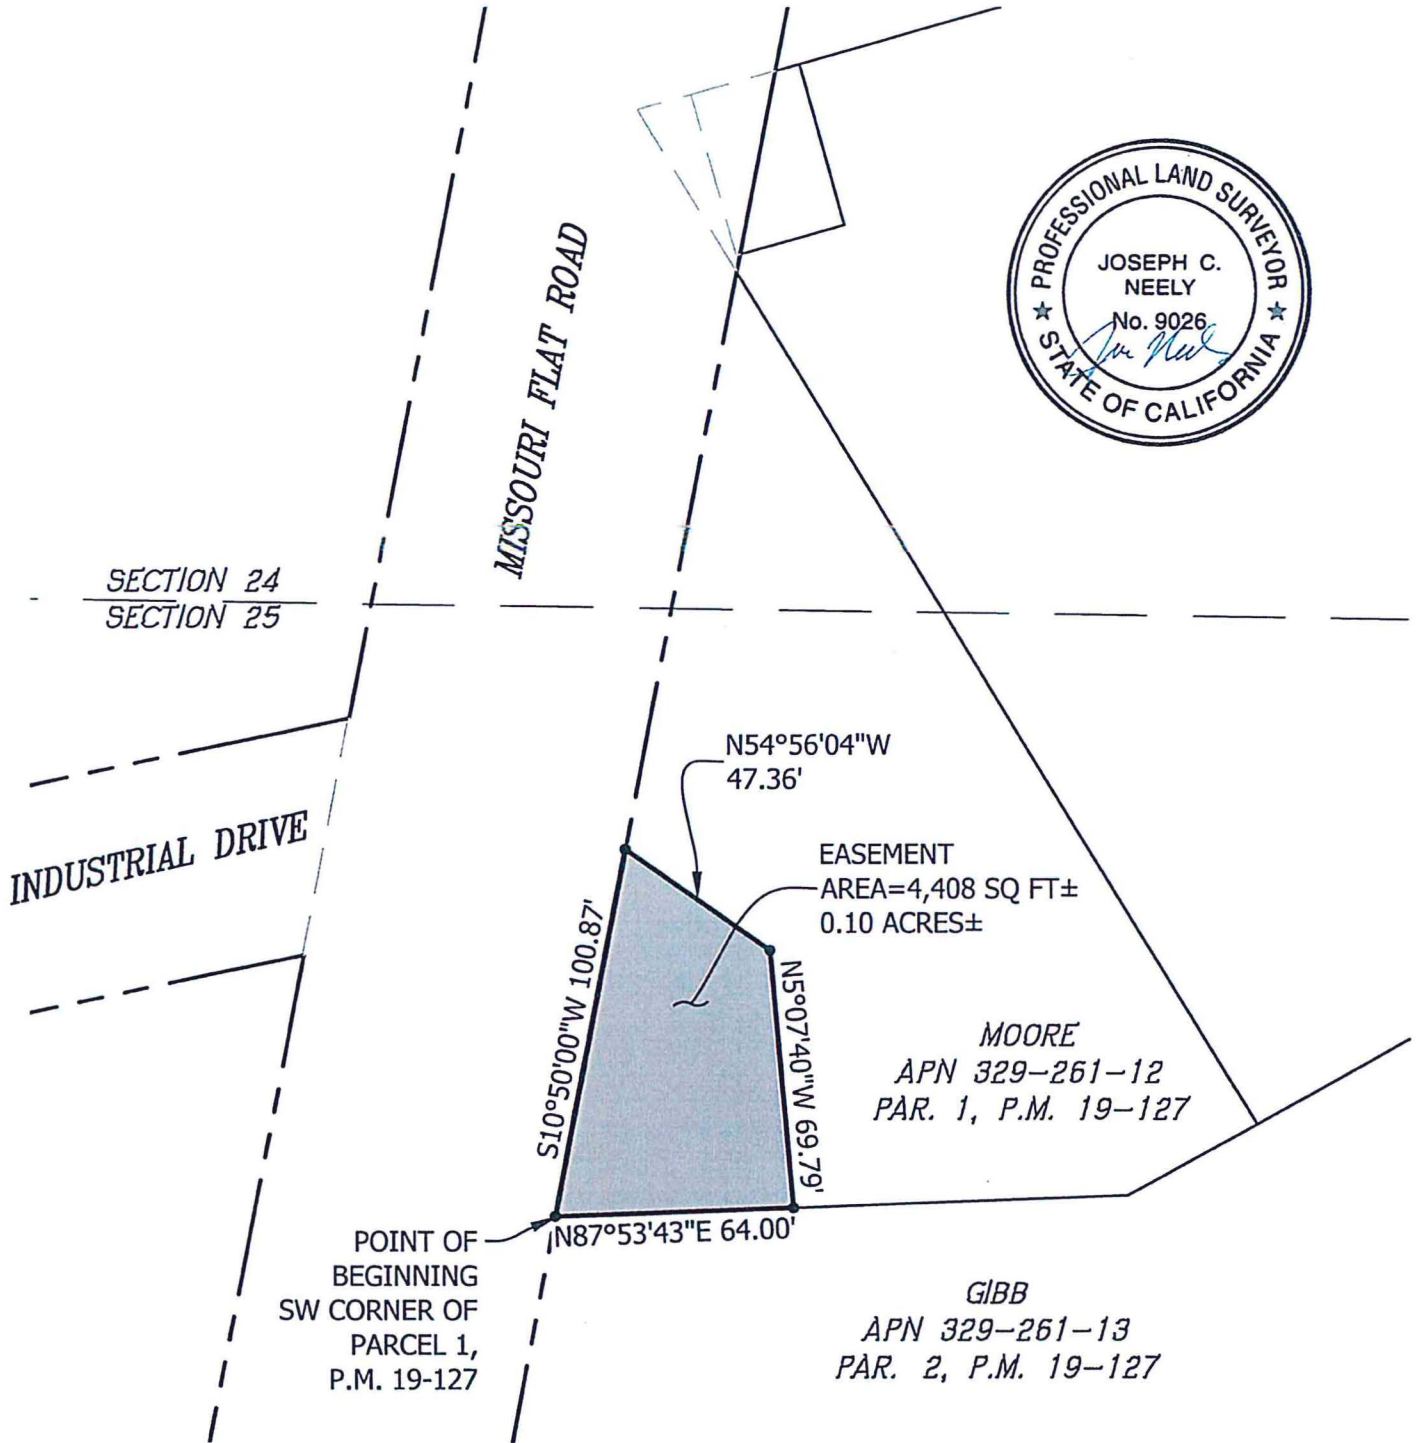 PROFESSIONAL LAND SURVEYOR
JOSEPH C.
NEELY
No. 9026
STATE OF CALIFORNIA
MISSOURI FLAT ROAD
SECTION 24
SECTION 25
INDUSTRIAL DRIVE
N54°56'04"W
47.36'
EASEMENT
AREA=4,408 SQ FT±
0.10 ACRES±
S10°50'00"W 100.87'
N5°07'40"W 69.79'
MOORE
APN 329-261-12
PAR. 1, P.M. 19-127
N87°53'43"E 64.00'
POINT OF
BEGINNING
SW CORNER OF
PARCEL 1,
P.M. 19-127
GIBB
APN 329-261-13
PAR. 2, P.M. 19-127